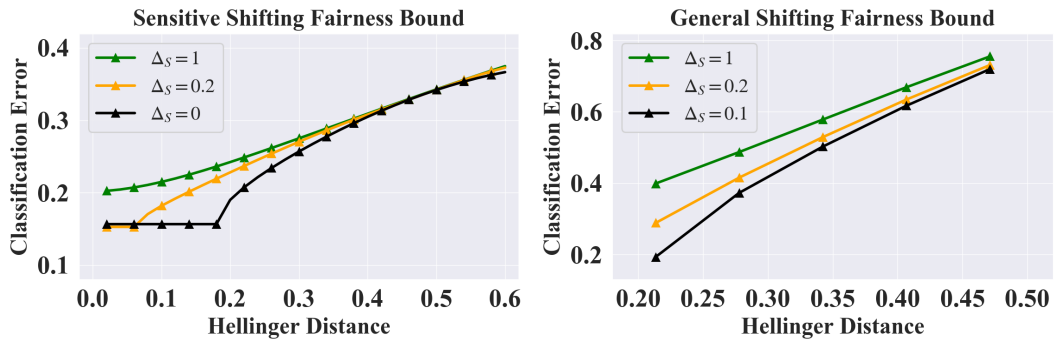 Sensitive Shifting Fairness Bound
Classification Error
0.4
0.3
0.2
0.1
Δ_S = 1
Δ_S = 0.2
Δ_S = 0
0.0 0.1 0.2 0.3 0.4 0.5 0.6
Hellinger Distance
General Shifting Fairness Bound
Classification Error
0.8
0.6
0.4
0.2
Δ_S = 1
Δ_S = 0.2
Δ_S = 0.1
0.20 0.25 0.30 0.35 0.40 0.45 0.50
Hellinger Distance